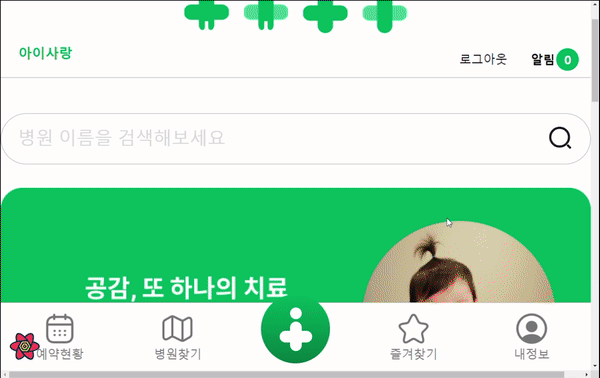 아이사랑
로그아웃 알림 0
병원 이름을 검색해보세요
공감, 또 하나의 치료
예약현황 병원찾기 즐겨찾기 내정보